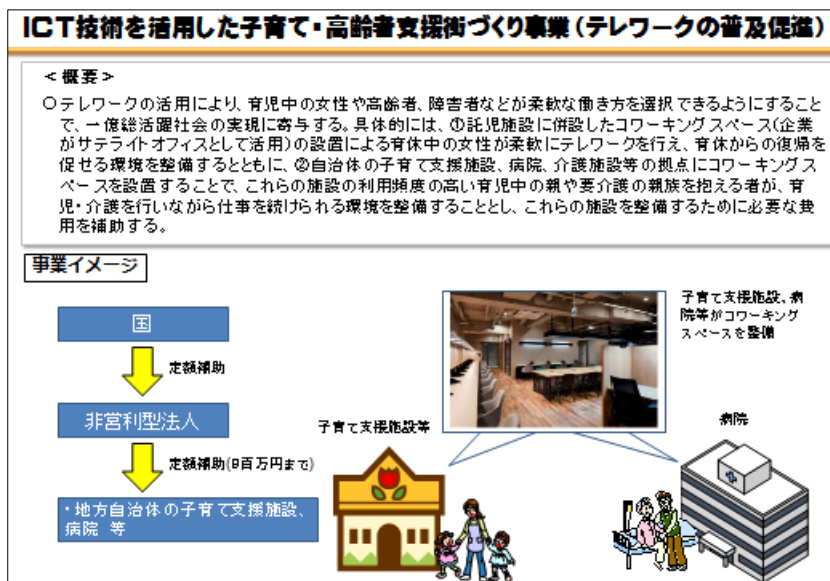 ICT技術を活用した子育て・高齢者支援街づくり事業(テレワークの普及促進)
<概要>
○テレワークの活用により、育児中の女性や高齢者、障害者などが柔軟な働き方を選択できるようにすること
で、一億総活躍社会の実現に寄与する。具体的には、①託児施設に併設したコワーキングスペース(企業
がサテライトオフィスとして活用)の設置による育休中の女性が柔軟にテレワークを行え、育休からの復帰を
促せる環境を整備するとともに、②自治体の子育て支援施設、病院、介護施設等の拠点にコワーキングス
ペースを設置することで、これらの施設の利用頻度の高い育児中の親や要介護の親族を抱える者が、育
児・介護を行いながら仕事を続けられる環境を整備することとし、これらの施設を整備するために必要な費
用を補助する。
事業イメージ
国
定額補助
非営利型法人
定額補助(9百万円まで)
・地方自治体の子育て支援施設、
病院 等
子育て支援施設、病
院等がコワーキング
スペースを整備
子育て支援施設等
病院